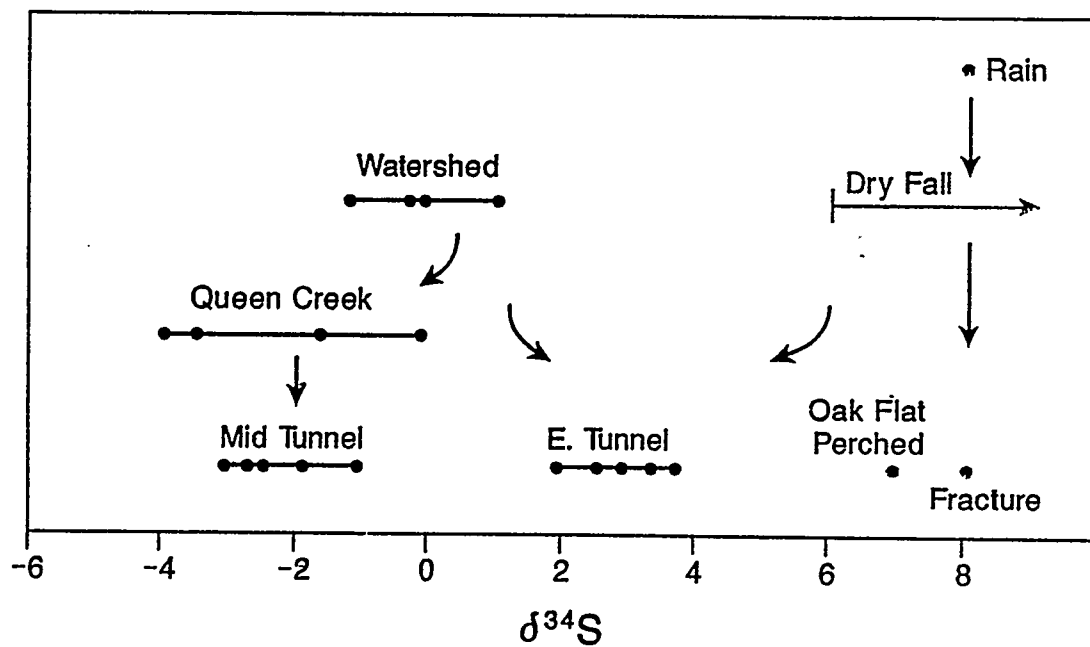 Rain
Watershed
Dry Fall
Queen Creek
Mid Tunnel
E. Tunnel
Oak Flat
Perched
Fracture
-6 -4 -2 0 2 4 6 8
δ³⁴S